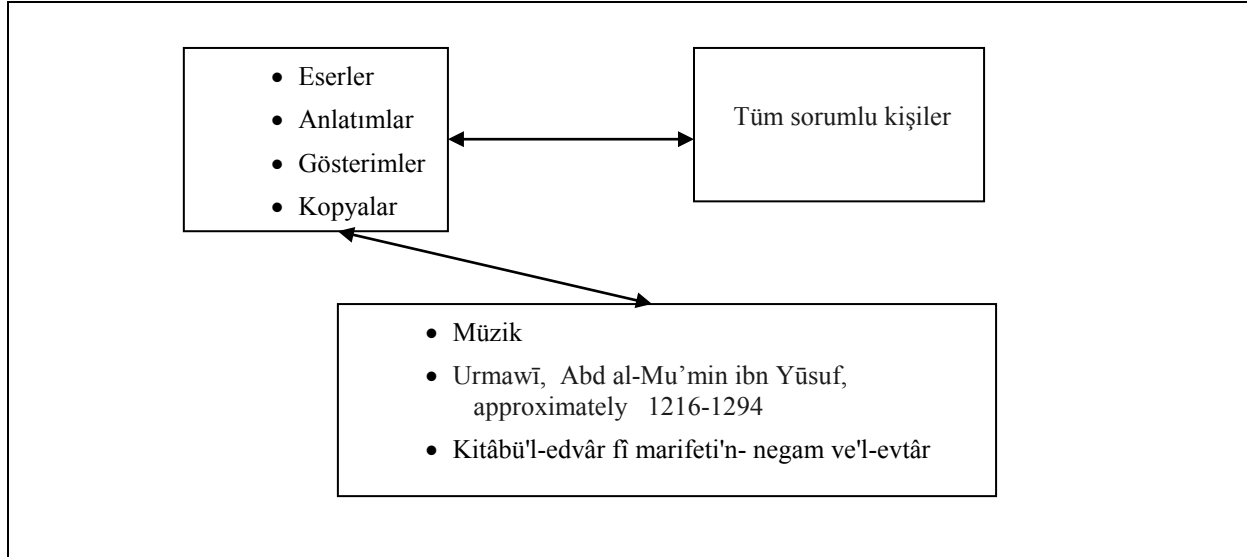 • Eserler
• Anlatımlar
• Gösterimler
• Kopyalar
Tüm sorumlu kişiler
• Müzik
• Urmawī, Abd al-Mu’min ibn Yūsuf,
approximately 1216-1294
• Kitâbü'l-edvâr fî marifeti'n- negam ve'l-evtâr